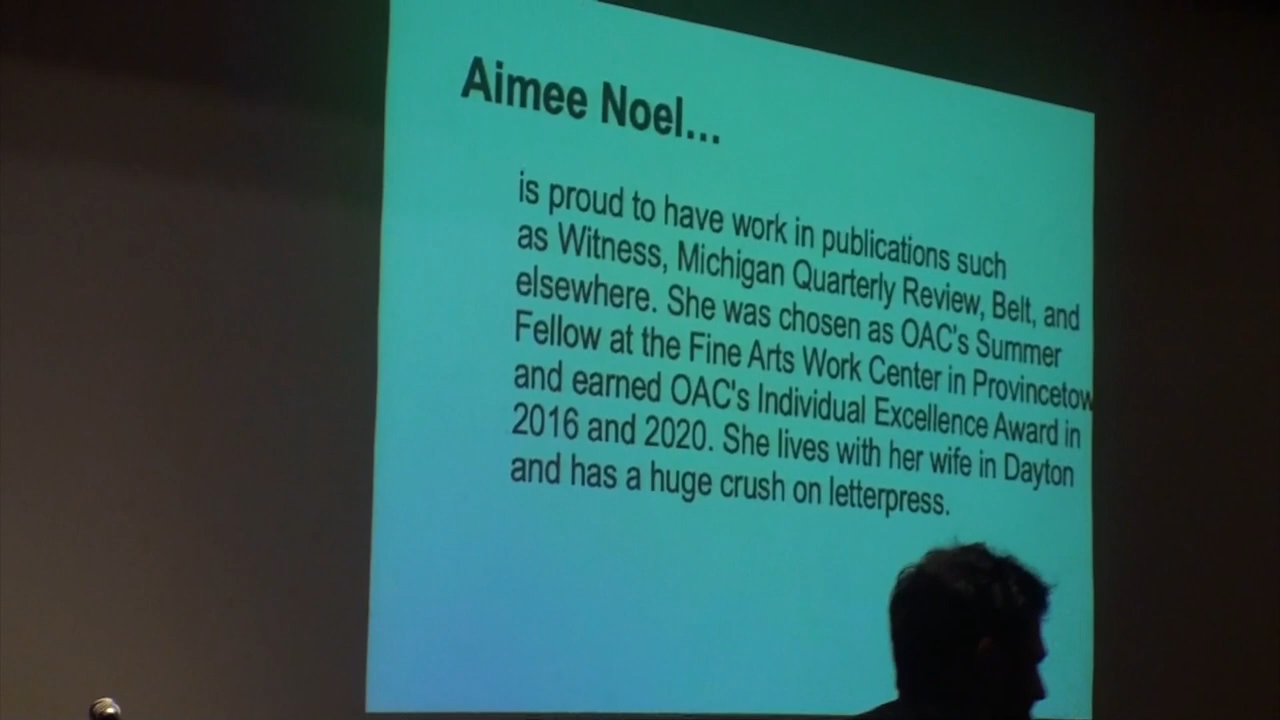 Aimee Noel...
is proud to have work in publications such
as Witness, Michigan Quarterly Review, Belt, and
elsewhere. She was chosen as OAC's Summer
Fellow at the Fine Arts Work Center in Provincetow
and earned OAC's Individual Excellence Award in
2016 and 2020. She lives with her wife in Dayton
and has a huge crush on letterpress.